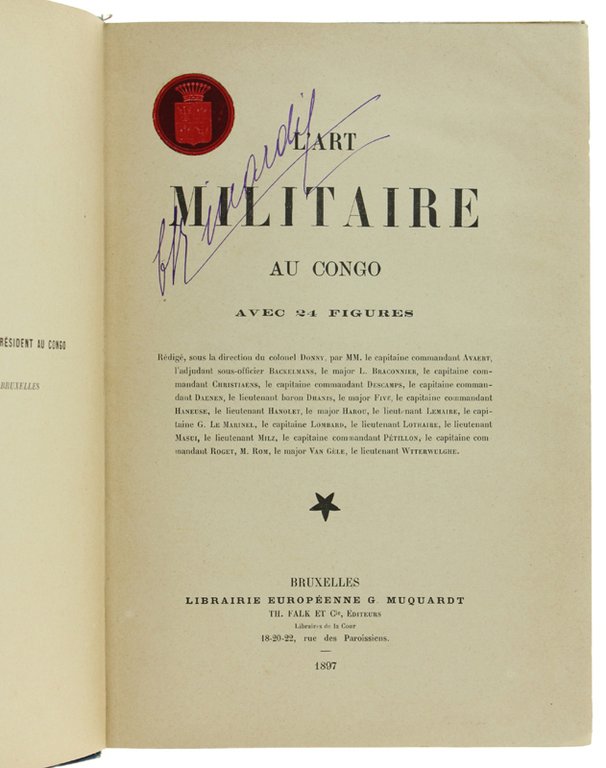 RÉSIDENT AU CONGO
BRUXELLES
L'ART
MILITAIRE
AU CONGO
AVEC 24 FIGURES
Rédigé, sous la direction du colonel Donny, par MM. le capitaine commandant Avaert,
l'adjudant sous-officier Backelmans, le major L. Braconnier, le capitaine com-
mandant Christiaens, le capitaine commandant Descamps, le capitaine comman-
dant Daenen, le lieutenant baron Dhanis, le major Five, le capitaine commandant
Haneuse, le lieutenant Hanolet, le major Harou, le lieutenant Lemaire, le capi-
taine G. Le Marinel, le capitaine Lombard, le lieutenant Lothaire, le lieutenant
Masui, le lieutenant Milz, le capitaine commandant Pétillon, le capitaine com
mandant Roget, M. Rom, le major Van Gèle, le lieutenant Wtterwulghe.
BRUXELLES
LIBRAIRIE EUROPÉENNE G. MUQUARDT
TH. FALK ET Cie, Éditeurs
Libraires de la Cour
18-20-22, rue des Paroissiens.
1897